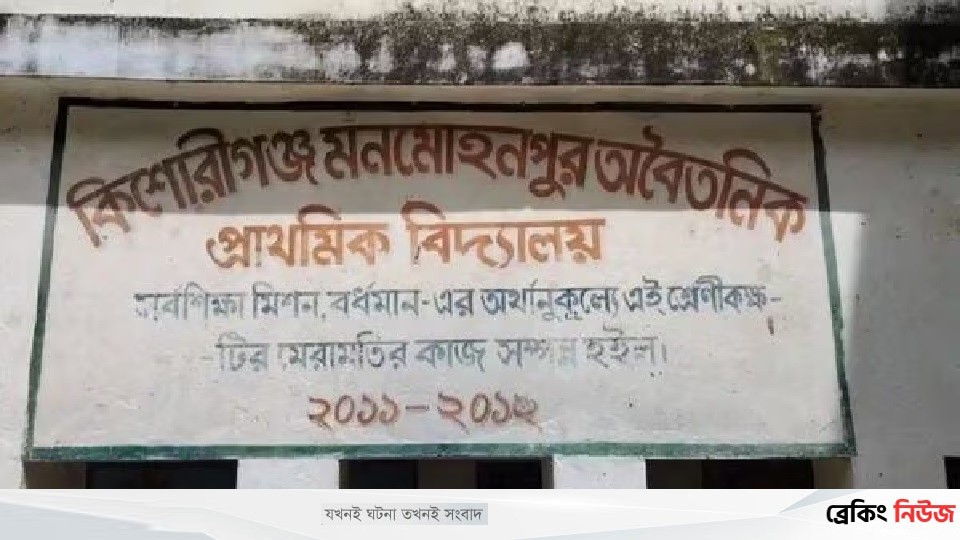 কিশোরীগঞ্জ মনমোহনপুর অবৈতনিক
প্রাথমিক বিদ্যালয়
সর্বশিক্ষা মিশন, বর্ধমান-এর অর্থানুকুল্যে এই শ্রেণীকক্ষ-
-টির মেরামতির কাজ সম্পন্ন হইল।
২০১১-২০১২
যখনই ঘটনা তখনই সংবাদ
ব্রেকিং নিউজ